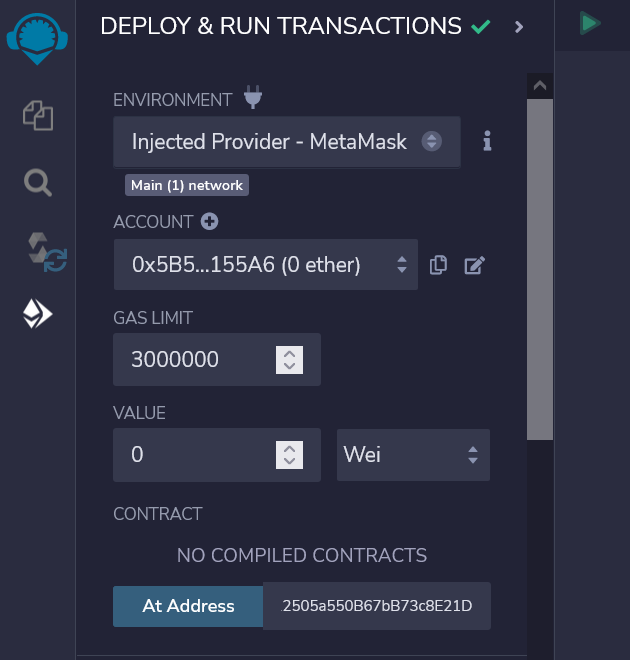 DEPLOY & RUN TRANSACTIONS
ENVIRONMENT
Injected Provider - MetaMask
Main (1) network
ACCOUNT
0x5B5...155A6 (0 ether)
GAS LIMIT
3000000
VALUE
0
Wei
CONTRACT
NO COMPILED CONTRACTS
At Address
2505a550B67bB73c8E21D